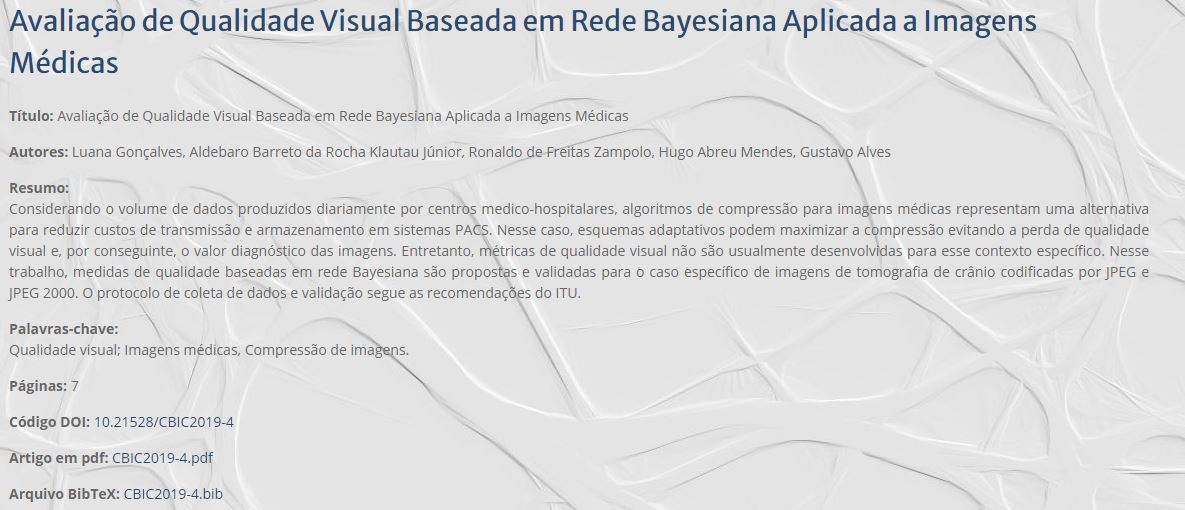 Avaliação de Qualidade Visual Baseada em Rede Bayesiana Aplicada a Imagens
Médicas
Título: Avaliação de Qualidade Visual Baseada em Rede Bayesiana Aplicada a Imagens Médicas
Autores: Luana Gonçalves, Aldebaro Barreto da Rocha Klautau Júnior, Ronaldo de Freitas Zampolo, Hugo Abreu Mendes, Gustavo Alves
Resumo:
Considerando o volume de dados produzidos diariamente por centros medico-hospitalares, algoritmos de compressão para imagens médicas representam uma alternativa
para reduzir custos de transmissão e armazenamento em sistemas PACS. Nesse caso, esquemas adaptativos podem maximizar a compressão evitando a perda de qualidade
visual e, por conseguinte, o valor diagnóstico das imagens. Entretanto, métricas de qualidade visual não são usualmente desenvolvidas para esse contexto específico. Nesse
trabalho, medidas de qualidade baseadas em rede Bayesiana são propostas e validadas para o caso específico de imagens de tomografia de crânio codificadas por JPEG e
JPEG 2000. O protocolo de coleta de dados e validação segue as recomendações do ITU.
Palavras-chave:
Qualidade visual; Imagens médicas, Compressão de imagens.
Páginas: 7
Código DOI: 10.21528/CBIC2019-4
Artigo em pdf: CBIC2019-4.pdf
Arquivo BibTeX: CBIC2019-4.bib